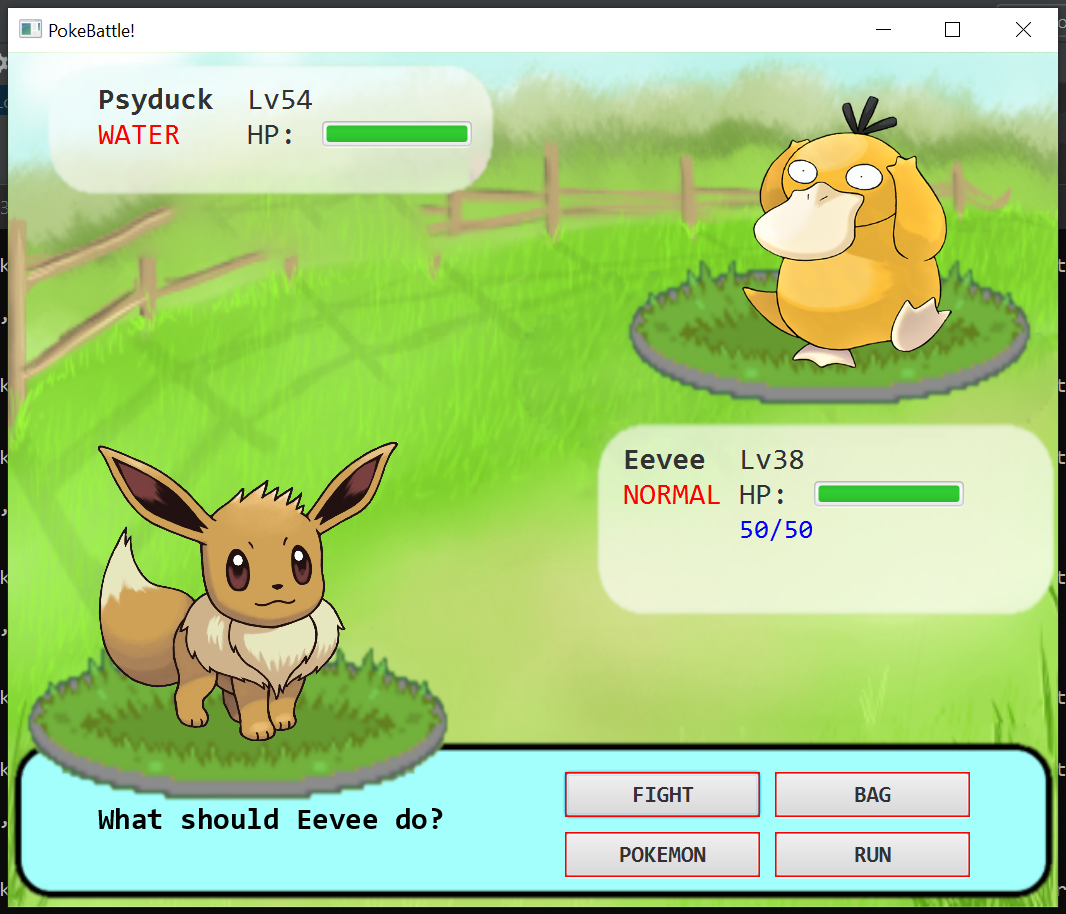 PokeBattle!
Psyduck Lv54
WATER HP:
Eevee Lv38
NORMAL HP:
50/50
What should Eevee do?
FIGHT BAG
POKEMON RUN